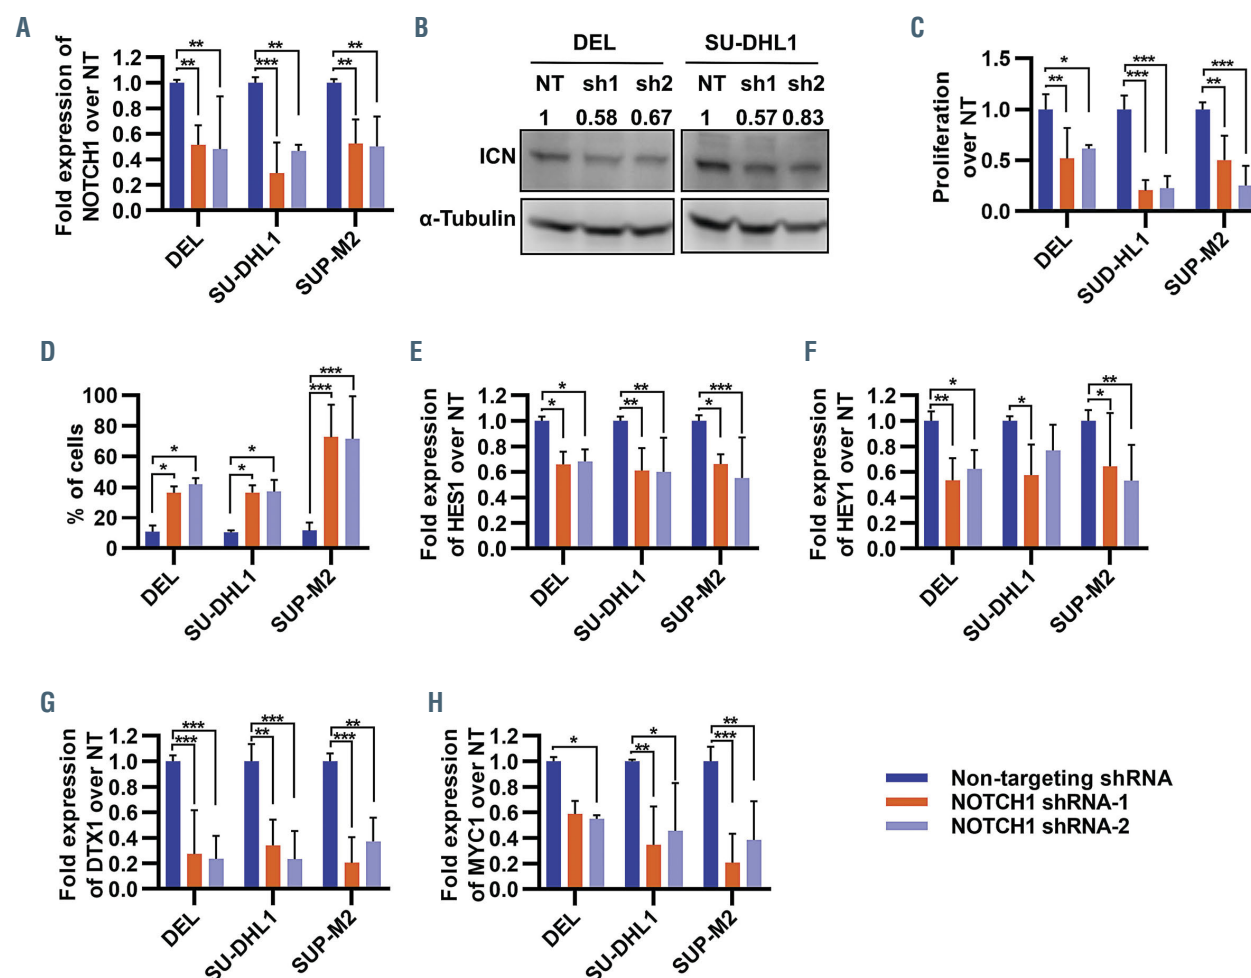 A
Fold expression of
NOTCH1 over NT
1.2
1.0
0.8
0.6
0.4
0.2
0.0
** ** ** *** ** **
DEL
SU-DHL1
SUP-M2
B
DEL SU-DHL1
NT sh1 sh2 NT sh1 sh2
1 0.58 0.67 1 0.57 0.83
ICN
α-Tubulin
C
Proliferation
over NT
1.5
1.0
0.5
0.0
* ** *** *** *** **
DEL
SUD-HL1
SUP-M2
D
% of cells
100
80
60
40
20
0
* * * * *** ***
DEL
SU-DHL1
SUP-M2
E
Fold expression
of HES1 over NT
1.2
1.0
0.8
0.6
0.4
0.2
0.0
* * ** ** *** *
DEL
SU-DHL1
SUP-M2
F
Fold expression
of HEY1 over NT
1.2
1.0
0.8
0.6
0.4
0.2
0.0
* ** * ** *
DEL
SU-DHL1
SUP-M2
G
Fold expression
of DTX1 over NT
1.2
1.0
0.8
0.6
0.4
0.2
0.0
*** *** *** ** ** ***
DEL
SU-DHL1
SUP-M2
H
Fold expression
of MYC1 over NT
1.2
1.0
0.8
0.6
0.4
0.2
0.0
* * ** ** ***
DEL
SU-DHL1
SUP-M2
Non-targeting shRNA
NOTCH1 shRNA-1
NOTCH1 shRNA-2